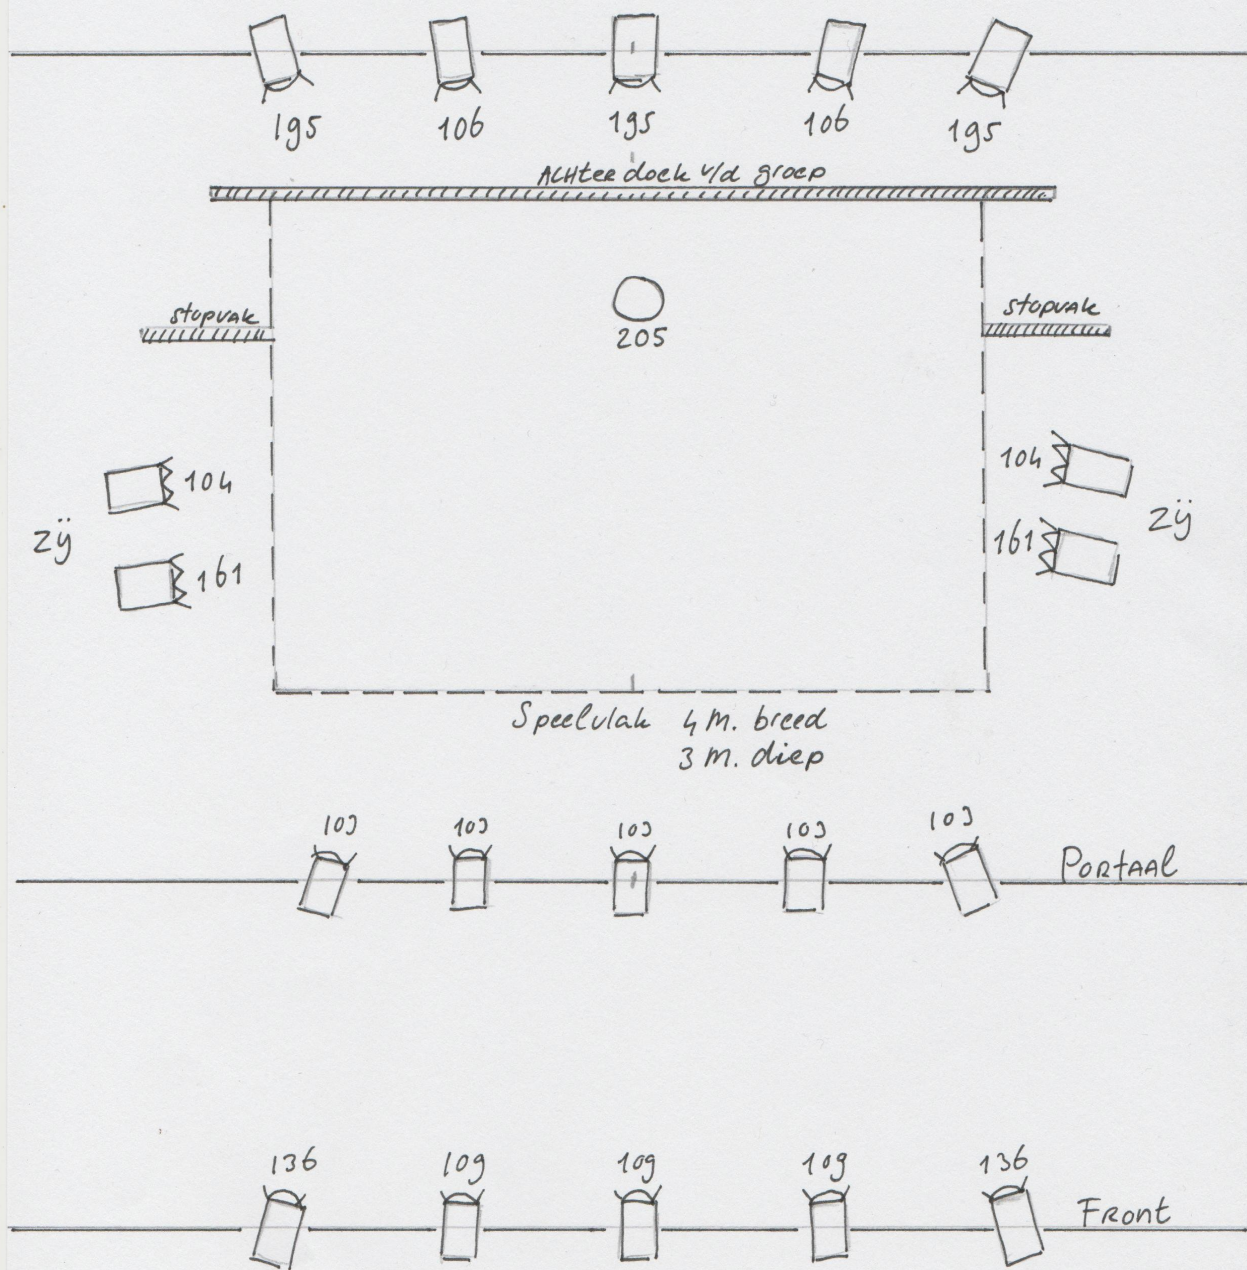 195 106 195 106 195
Achter doek v/d groep
stopvak stopvak
205
104 104
zij zij
161 161
Speelvlak 4 M. breed
3 M. diep
103 103 103 103 103
Portaal
136 109 109 109 136
Front